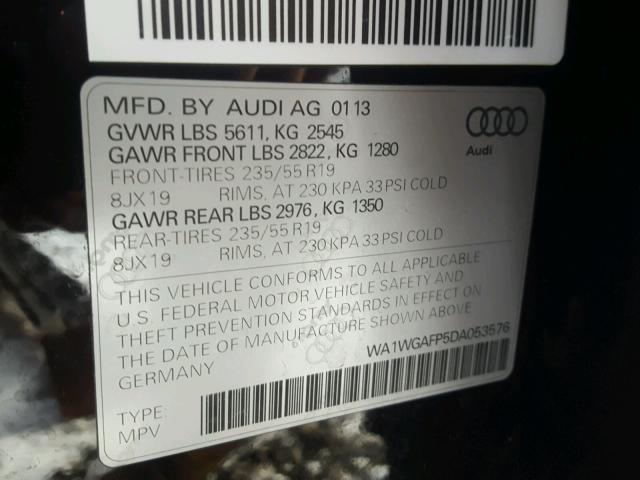 MFD. BY AUDI AG 01 13
GVWR LBS 5611, KG 2545
GAWR FRONT LBS 2822, KG 1280
FRONT-TIRES 235/55 R19
8JX19 RIMS, AT 230 KPA 33 PSI COLD
GAWR REAR LBS 2976, KG 1350
REAR-TIRES 235/55 R19
8JX19 RIMS, AT 230 KPA 33 PSI COLD
Audi
THIS VEHICLE CONFORMS TO ALL APPLICABLE
U.S. FEDERAL MOTOR VEHICLE SAFETY AND
THEFT PREVENTION STANDARDS IN EFFECT ON
THE DATE OF MANUFACTURE SHOWN ABOVE.
GERMANY
WA1WGAFP5DA053576
TYPE:
MPV